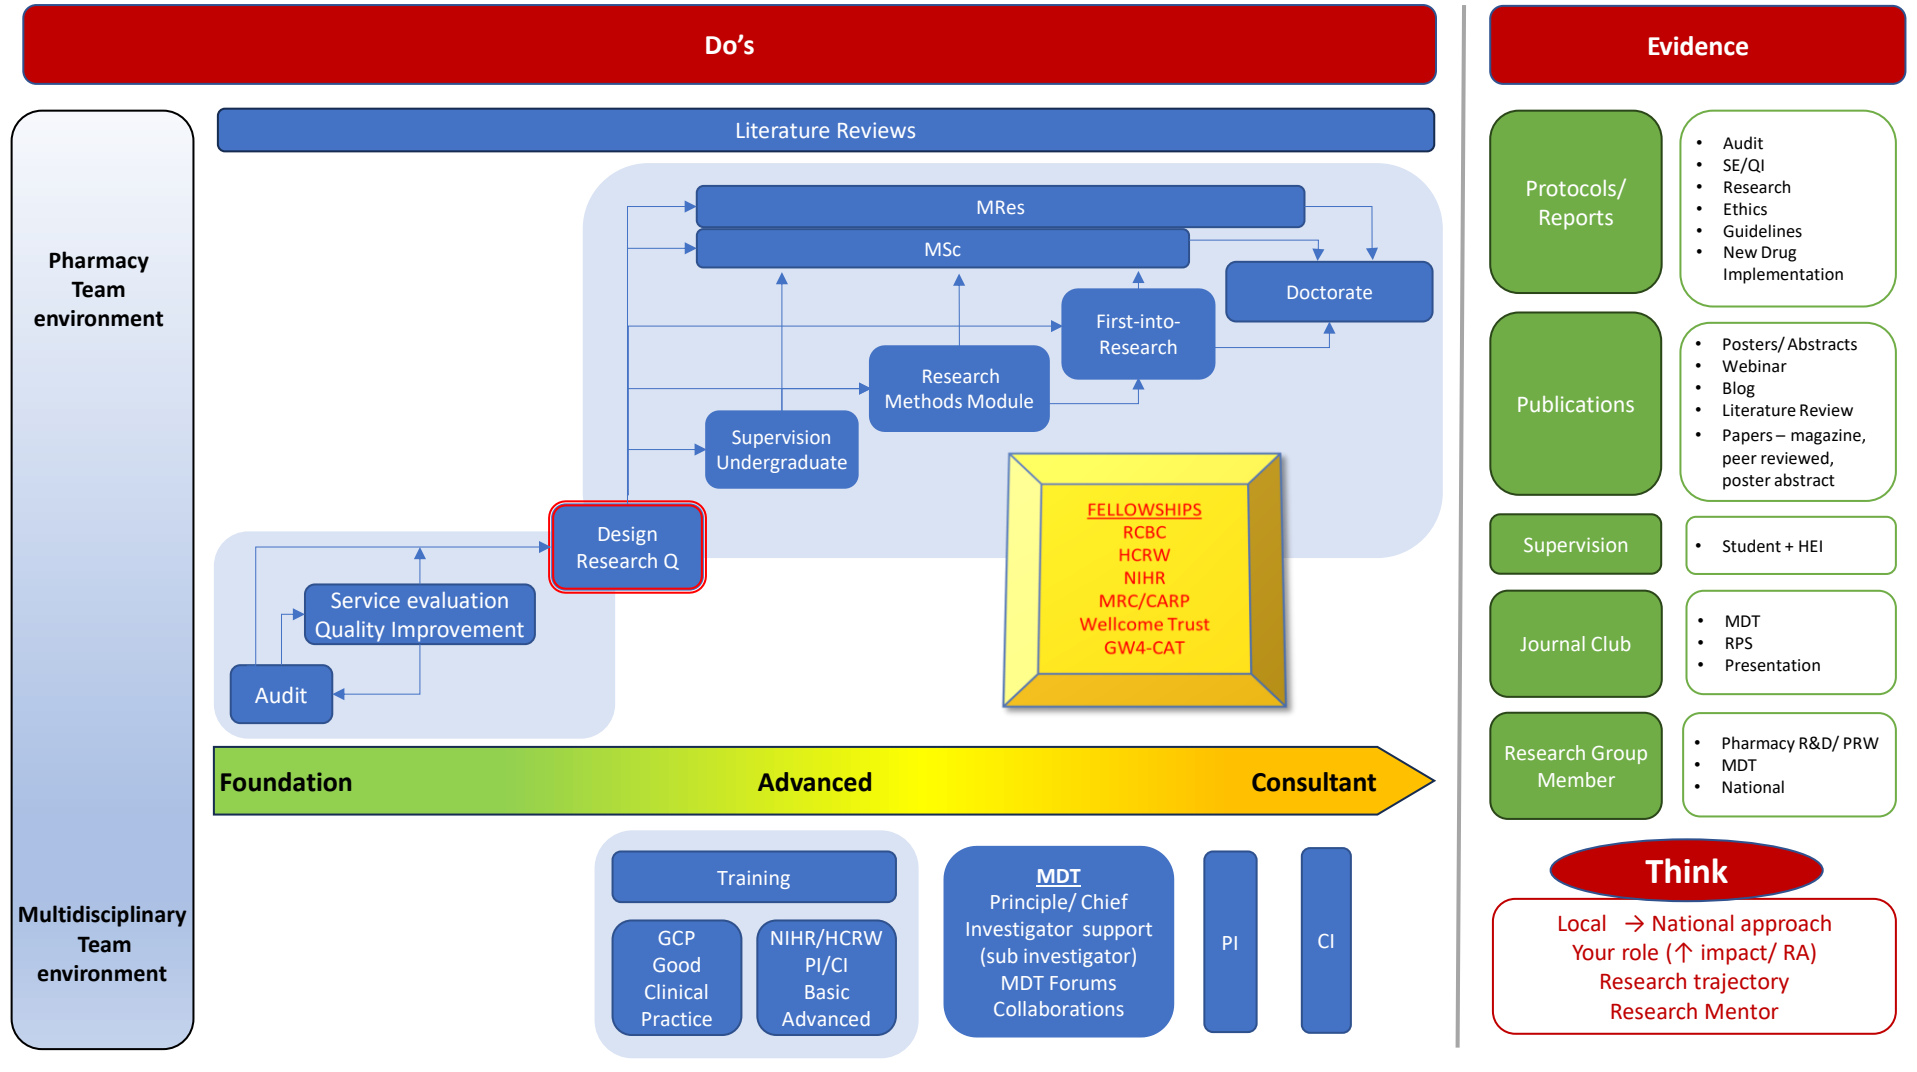 Do's
Evidence
Pharmacy
Team
environment
Multidisciplinary
Team
environment
Literature Reviews
MRes
MSc
Doctorate
First-into-
Research
Research
Methods Module
Supervision
Undergraduate
Design
Research Q
Service evaluation
Quality Improvement
Audit
FELLOWSHIPS
RCBC
HCRW
NIHR
MRC/CARP
Wellcome Trust
GW4-CAT
Foundation
Advanced
Consultant
Training
GCP
Good
Clinical
Practice
NIHR/HCRW
PI/CI
Basic
Advanced
MDT
Principle/ Chief
Investigator support
(sub investigator)
MDT Forums
Collaborations
PI
CI
Protocols/
Reports
• Audit
• SE/QI
• Research
• Ethics
• Guidelines
• New Drug
Implementation
Publications
• Posters/ Abstracts
• Webinar
• Blog
• Literature Review
• Papers – magazine,
peer reviewed,
poster abstract
Supervision
• Student + HEI
Journal Club
• MDT
• RPS
• Presentation
Research Group
Member
• Pharmacy R&D/ PRW
• MDT
• National
Think
Local → National approach
Your role (↑ impact/ RA)
Research trajectory
Research Mentor